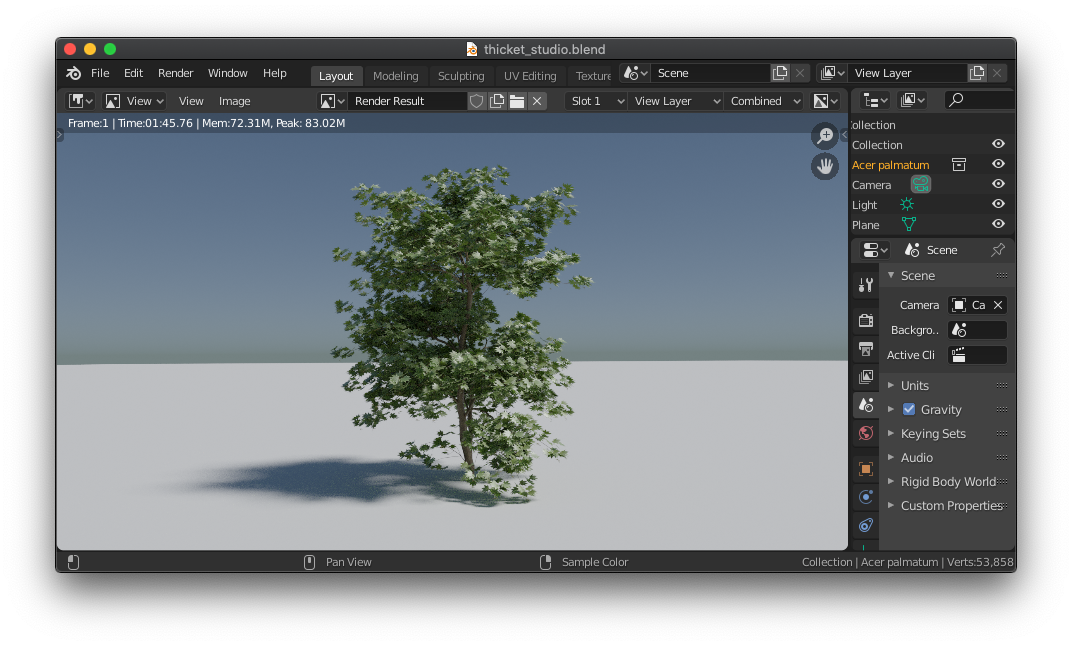 thicket_studio.blend
File Edit Render Window Help Layout Modeling Sculpting UV Editing Texture Scene View Layer
View View Image Render Result Slot 1 View Layer Combined
Frame:1 | Time:01:45.76 | Mem:72.31M, Peak: 83.02M
ollection
Collection
Acer palmatum
Camera
Light
Plane
Scene
Scene
Camera Ca
Backgro..
Active Cli
Units
Gravity
Keying Sets
Audio
Rigid Body World
Custom Properties
Pan View Sample Color Collection | Acer palmatum | Verts:53,858